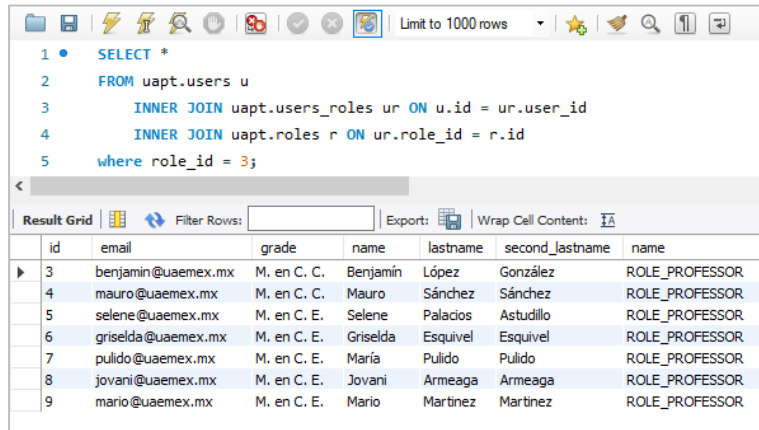 Limit to 1000 rows
1 SELECT *
2 FROM uapt.users u
3 INNER JOIN uapt.users_roles ur ON u.id = ur.user_id
4 INNER JOIN uapt.roles r ON ur.role_id = r.id
5 where role_id = 3;
Result Grid Filter Rows: Export: Wrap Cell Content: IA
id email grade name lastname second_lastname name
3 benjamin@uaemex.mx M. en C. C. Benjamín López González ROLE_PROFESSOR
4 mauro@uaemex.mx M. en C. C. Mauro Sánchez Sánchez ROLE_PROFESSOR
5 selene@uaemex.mx M. en C. E. Selene Palacios Astudillo ROLE_PROFESSOR
6 griselda@uaemex.mx M. en C. E. Griselda Esquivel Esquivel ROLE_PROFESSOR
7 pulido@uaemex.mx M. en C. E. María Pulido Pulido ROLE_PROFESSOR
8 jovani@uaemex.mx M. en C. E. Jovani Armeaga Armeaga ROLE_PROFESSOR
9 mario@uaemex.mx M. en C. E. Mario Martinez Martinez ROLE_PROFESSOR